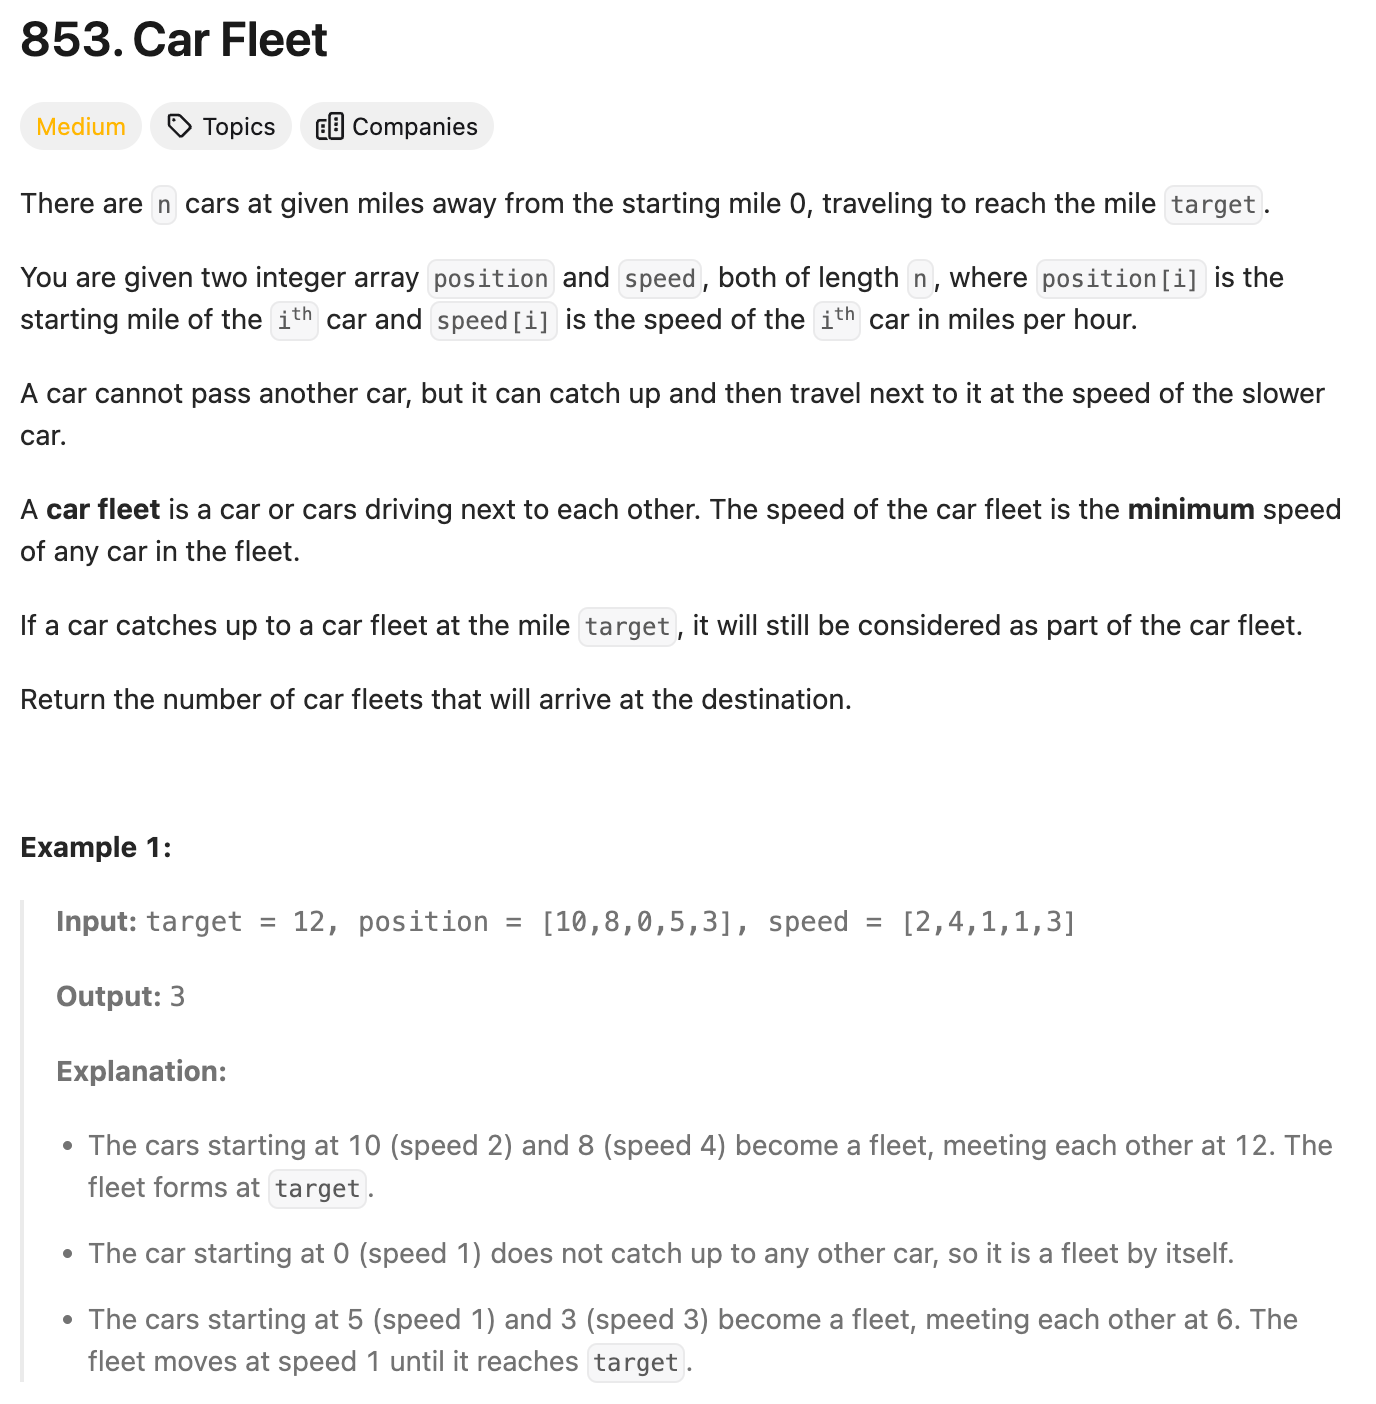 853. Car Fleet
Medium Topics Companies
There are n cars at given miles away from the starting mile 0, traveling to reach the mile target.
You are given two integer array position and speed, both of length n, where position[i] is the
starting mile of the ith car and speed[i] is the speed of the ith car in miles per hour.
A car cannot pass another car, but it can catch up and then travel next to it at the speed of the slower
car.
A car fleet is a car or cars driving next to each other. The speed of the car fleet is the minimum speed
of any car in the fleet.
If a car catches up to a car fleet at the mile target, it will still be considered as part of the car fleet.
Return the number of car fleets that will arrive at the destination.
Example 1:
Input: target = 12, position = [10,8,0,5,3], speed = [2,4,1,1,3]
Output: 3
Explanation:
• The cars starting at 10 (speed 2) and 8 (speed 4) become a fleet, meeting each other at 12. The
fleet forms at target.
• The car starting at 0 (speed 1) does not catch up to any other car, so it is a fleet by itself.
• The cars starting at 5 (speed 1) and 3 (speed 3) become a fleet, meeting each other at 6. The
fleet moves at speed 1 until it reaches target.